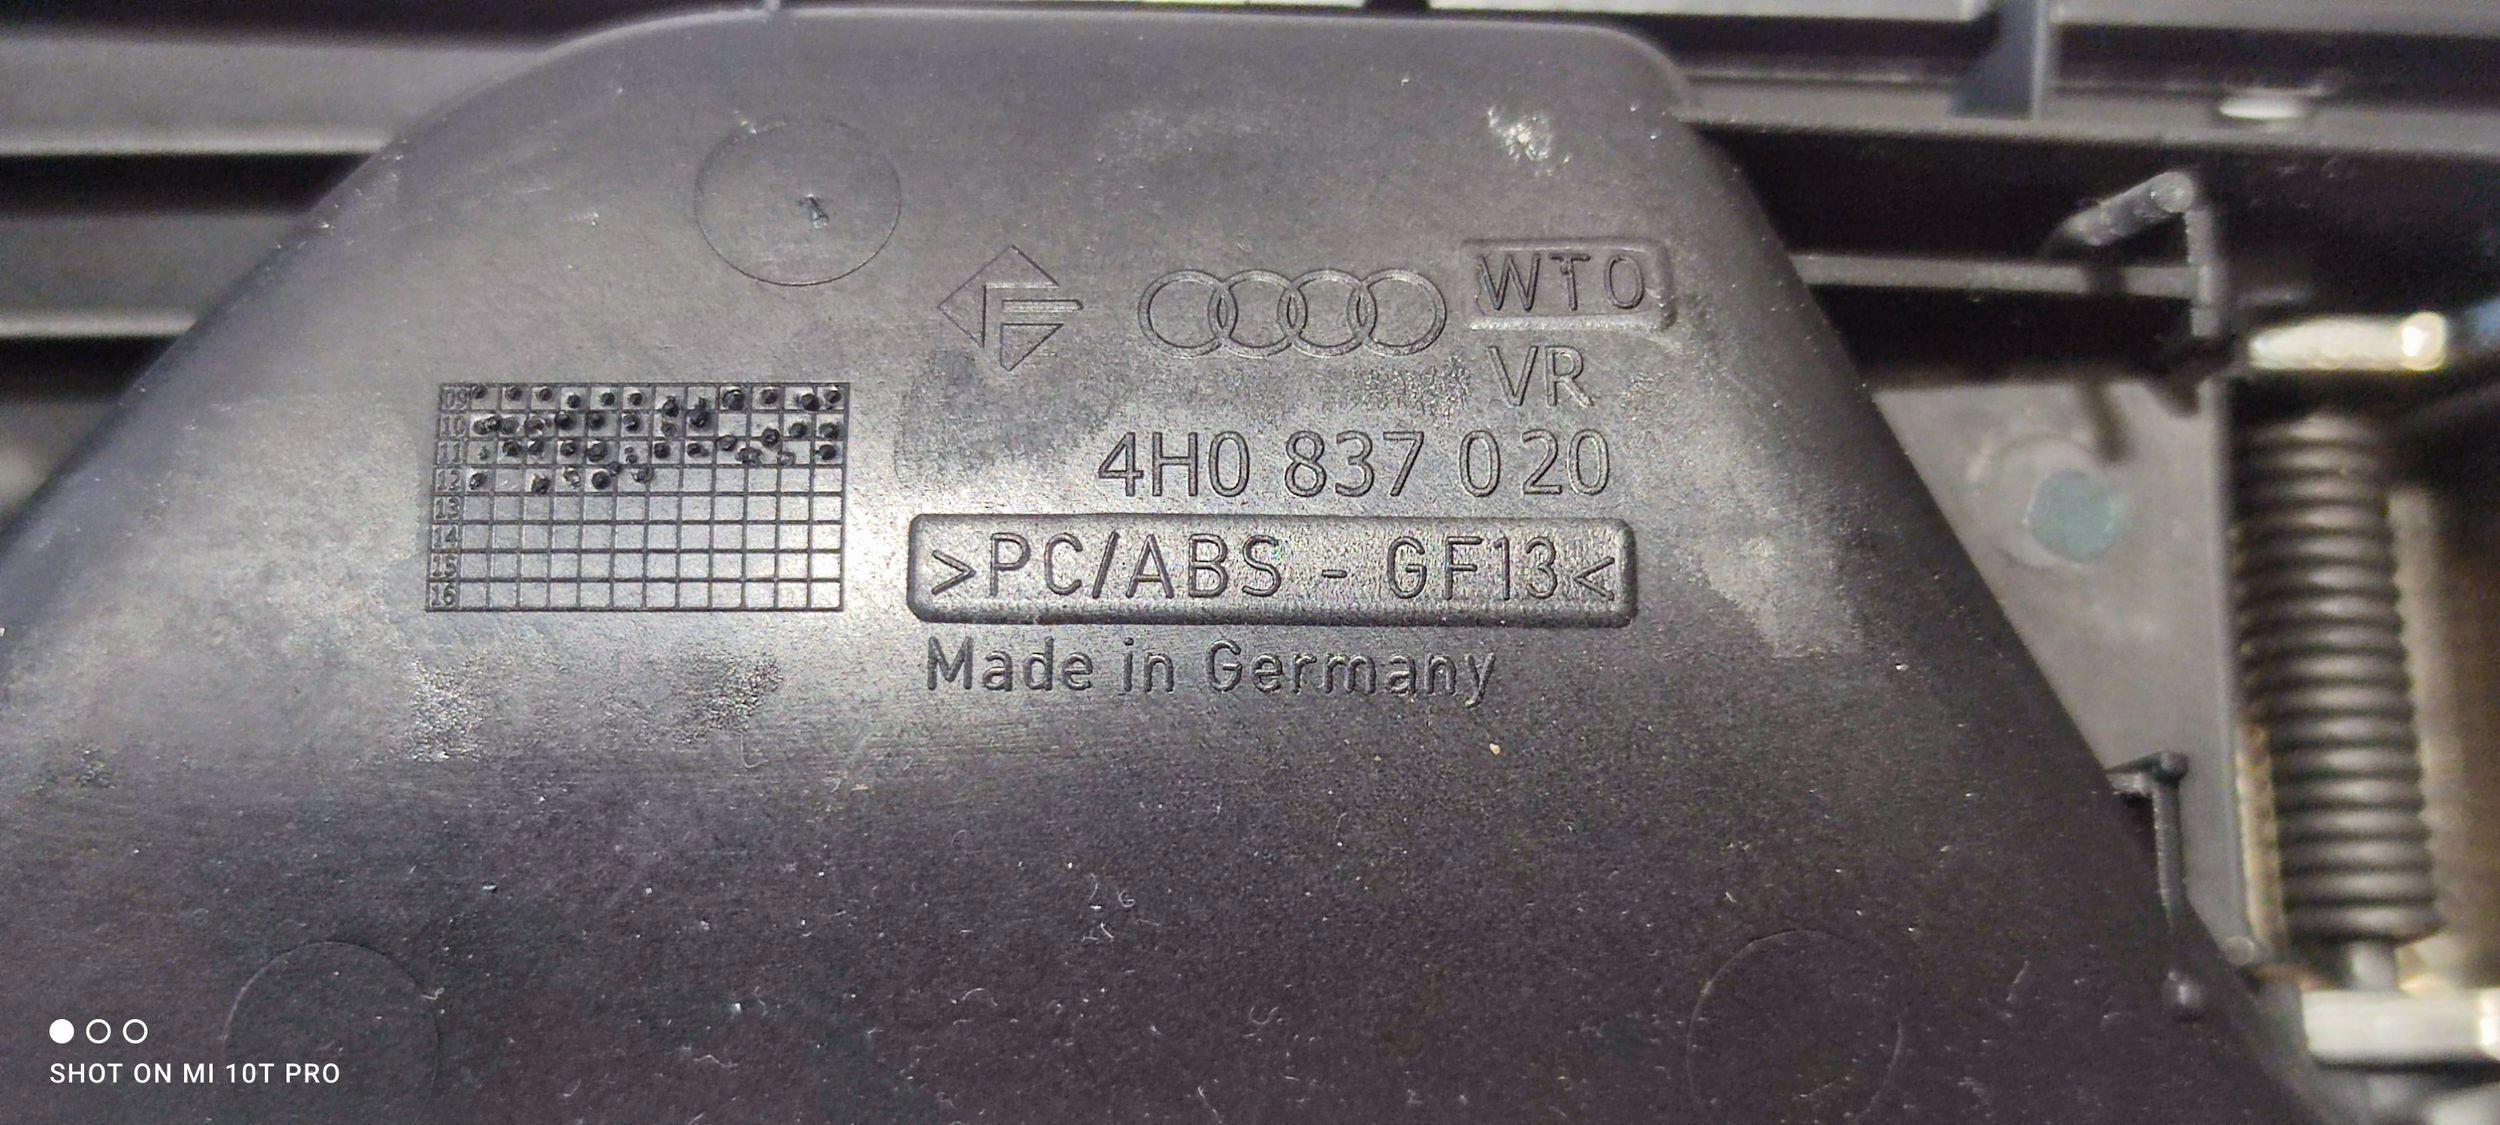 WTO
VR
4H0 837 020
>PC/ABS - GF13<
Made in Germany
09
10
11
12
13
14
15
16
SHOT ON MI 10T PRO